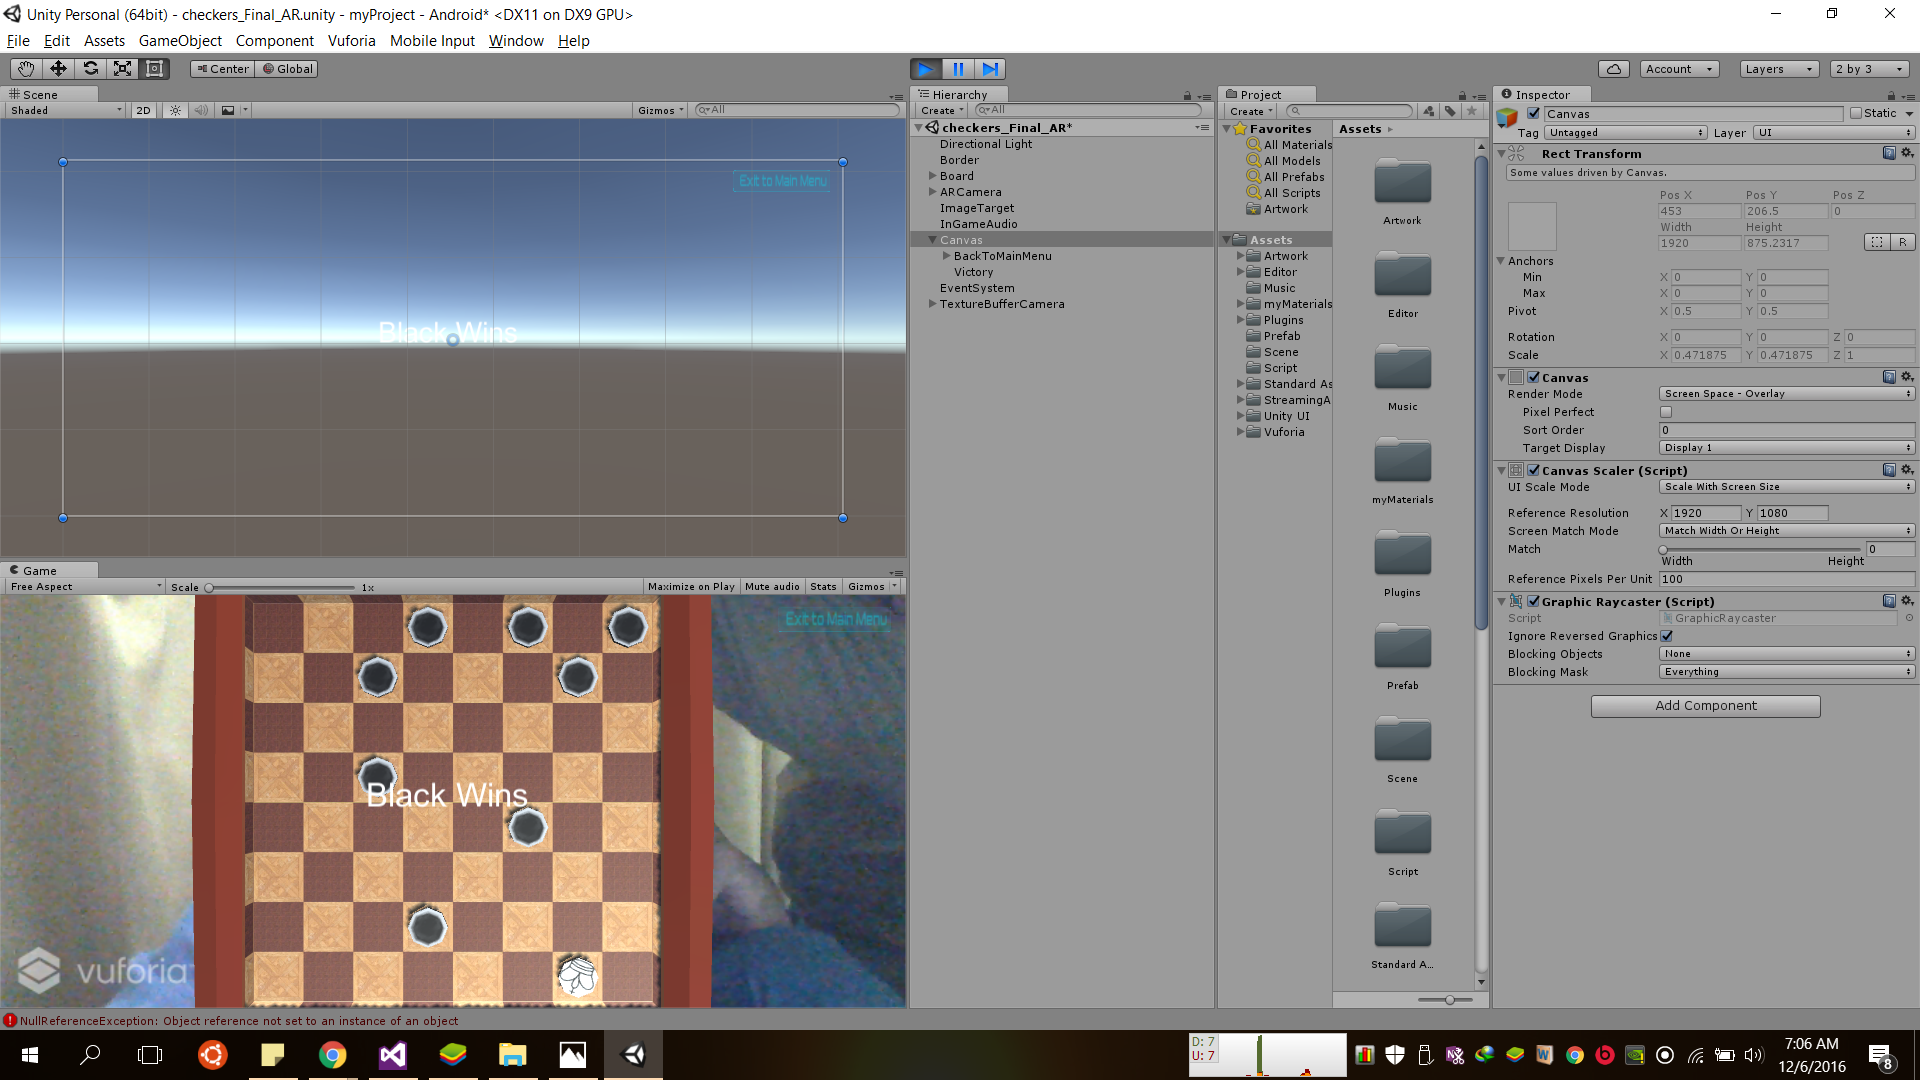 Unity Personal (64bit) - checkers_Final_AR.unity - myProject - Android* <DX11 on DX9 GPU>
File Edit Assets GameObject Component Vuforia Mobile Input Window Help
Center Global
Account Layers 2 by 3
Scene
Shaded 2D Gizmos All
Exit to Main Menu
Black Wins
Game
Free Aspect Scale 1x Maximize on Play Mute audio Stats Gizmos
Exit to Main Menu
Black Wins
vuforia
Hierarchy
Create All
checkers_Final_AR*
Directional Light
Border
Board
ARCamera
ImageTarget
InGameAudio
Canvas
BackToMainMenu
Victory
EventSystem
TextureBufferCamera
Project
Create
Favorites
All Materials
All Models
All Prefabs
All Scripts
Artwork
Assets
Artwork
Editor
Music
myMaterials
Plugins
Prefab
Scene
Script
Standard As
StreamingA
Unity UI
Vuforia
Assets
Artwork
Editor
Music
myMaterials
Plugins
Prefab
Scene
Script
Standard A...
Inspector
Canvas Static
Tag Untagged Layer UI
Rect Transform
Some values driven by Canvas.
Pos X Pos Y Pos Z
453 206.5 0
Width Height
1920 875.2317 R
Anchors
Min X 0 Y 0
Max X 0 Y 0
Pivot X 0.5 Y 0.5
Rotation X 0 Y 0 Z 0
Scale X 0.471875 Y 0.471875 Z 1
Canvas
Render Mode Screen Space - Overlay
Pixel Perfect
Sort Order 0
Target Display Display 1
Canvas Scaler (Script)
UI Scale Mode Scale With Screen Size
Reference Resolution X 1920 Y 1080
Screen Match Mode Match Width Or Height
Match 0
Width Height
Reference Pixels Per Unit 100
Graphic Raycaster (Script)
Script GraphicRaycaster
Ignore Reversed Graphics
Blocking Objects None
Blocking Mask Everything
Add Component
NullReferenceException: Object reference not set to an instance of an object
D: 7
U: 7
7:06 AM
12/6/2016
8